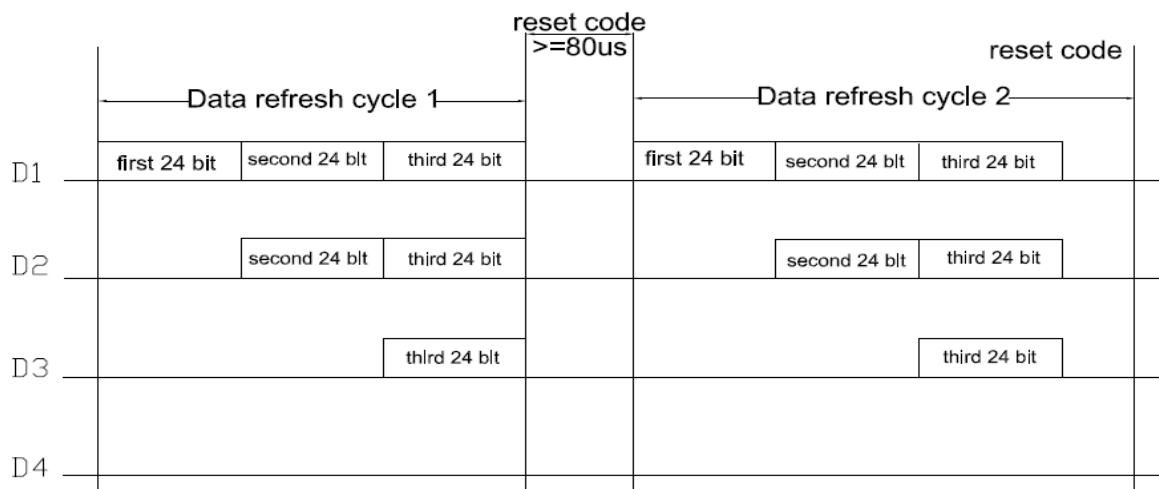 reset code
>=80us
reset code
Data refresh cycle 1
Data refresh cycle 2
D1
first 24 bit
second 24 blt
third 24 bit
first 24 bit
second 24 blt
third 24 bit
D2
second 24 blt
third 24 bit
second 24 blt
third 24 bit
D3
thlrd 24 blt
third 24 bit
D4